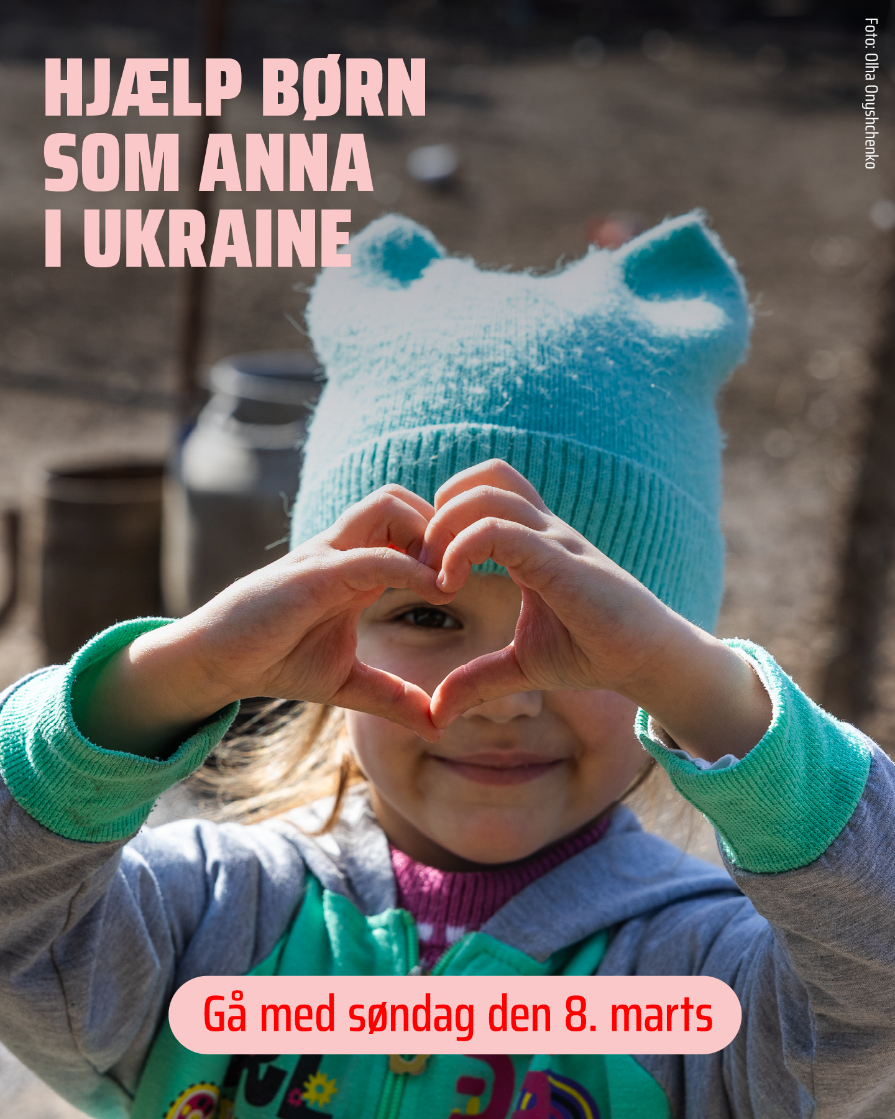 HJÆLP BØRN
SOM ANNA
I UKRAINE
Foto: Olha Onyshchenko
Gå med søndag den 8. marts